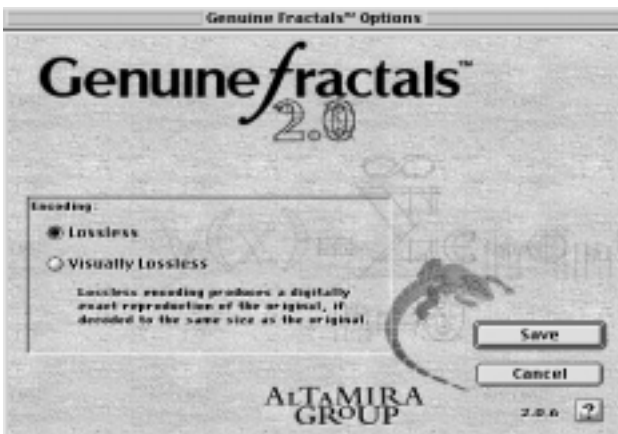 Genuine Fractals™ Options
Genuine fractals™
2.0
Encoding:
Lossless
Visually Lossless
Lossless encoding produces a digitally
exact reproduction of the original, if
decoded to the same size as the original.
Save
Cancel
ALTAMIRA
GROUP
2.0.6 ?